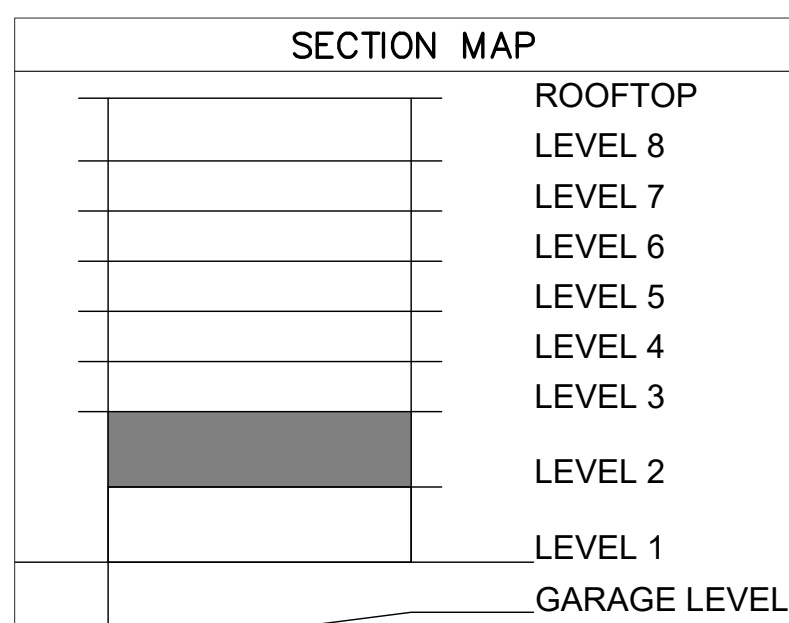 SECTION MAP
ROOFTOP
LEVEL 8
LEVEL 7
LEVEL 6
LEVEL 5
LEVEL 4
LEVEL 3
LEVEL 2
LEVEL 1
GARAGE LEVEL